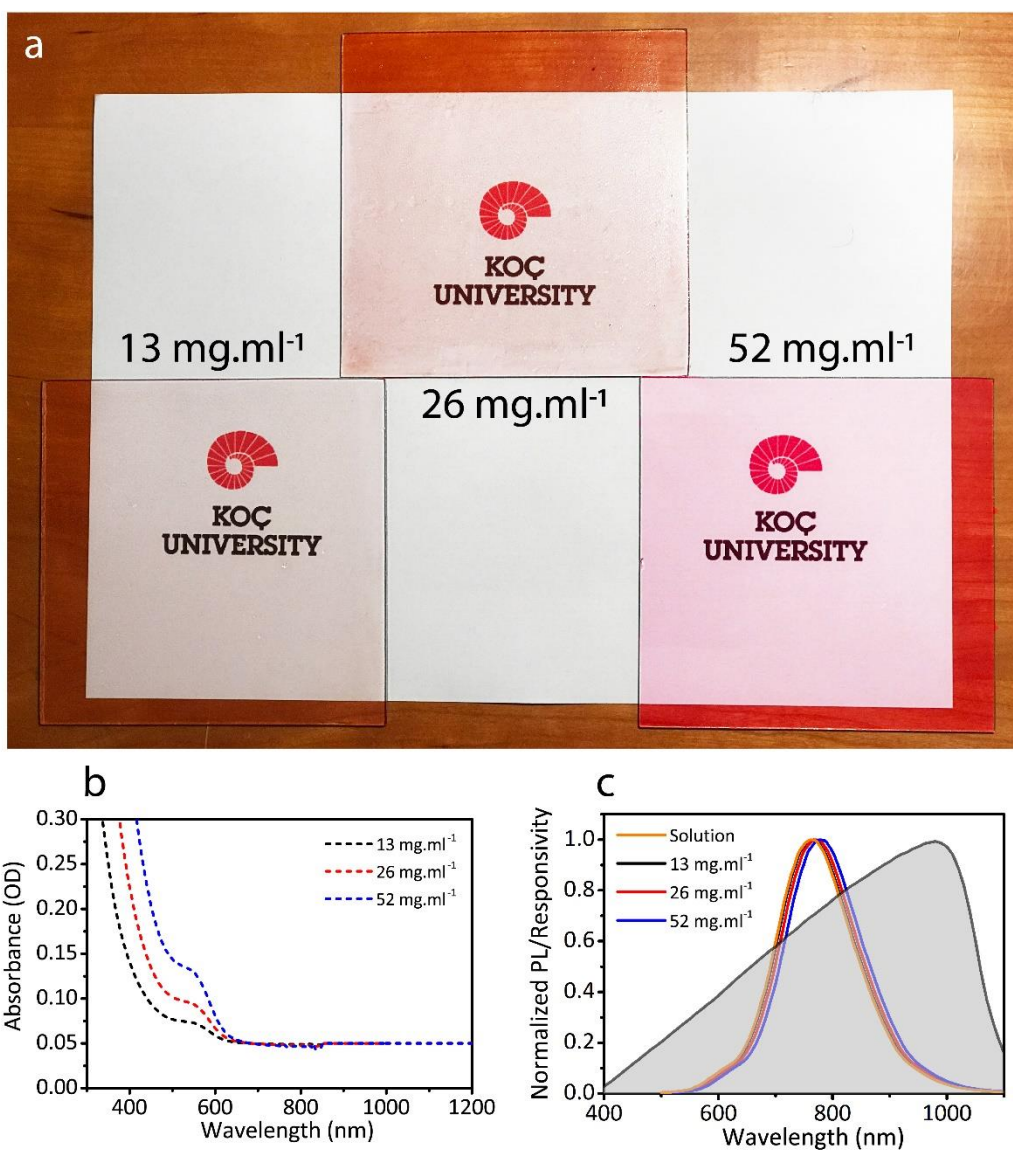 a
KOÇ
UNIVERSITY
13 mg.ml⁻¹
52 mg.ml⁻¹
26 mg.ml⁻¹
KOÇ
UNIVERSITY
KOÇ
UNIVERSITY
b
0.30
0.25
0.20
0.15
0.10
0.05
0.00
Absorbance (OD)
13 mg.ml⁻¹
26 mg.ml⁻¹
52 mg.ml⁻¹
400 600 800 1000 1200
Wavelength (nm)
c
1.0
0.8
0.6
0.4
0.2
0.0
Normalized PL/Responsivity
Solution
13 mg.ml⁻¹
26 mg.ml⁻¹
52 mg.ml⁻¹
400 600 800 1000
Wavelength (nm)